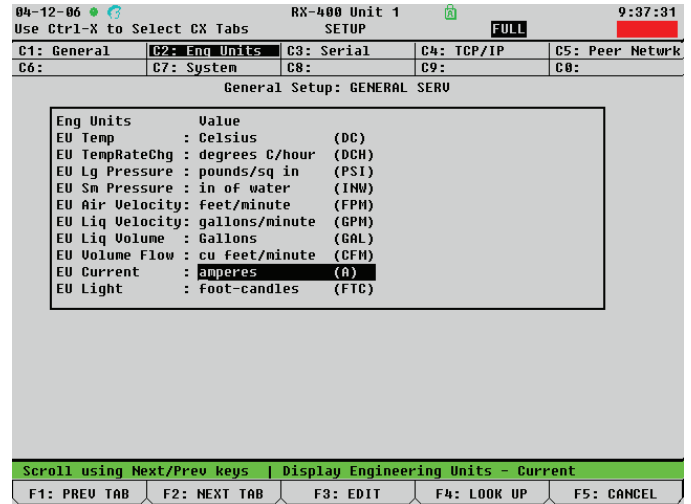 04-12-06 RX-400 Unit 1 9:37:31
Use Ctrl-X to Select CX Tabs SETUP FULL
C1: General C2: Eng Units C3: Serial C4: TCP/IP C5: Peer Netwrk
C6: C7: System C8: C9: C0:
General Setup: GENERAL SERV
Eng Units Value
EU Temp : Celsius (DC)
EU TempRateChg : degrees C/hour (DCH)
EU Lg Pressure : pounds/sq in (PSI)
EU Sm Pressure : in of water (INW)
EU Air Velocity: feet/minute (FPM)
EU Liq Velocity: gallons/minute (GPM)
EU Liq Volume : Gallons (GAL)
EU Volume Flow : cu feet/minute (CFM)
EU Current : amperes (A)
EU Light : foot-candles (FTC)
Scroll using Next/Prev keys | Display Engineering Units - Current
F1: PREV TAB F2: NEXT TAB F3: EDIT F4: LOOK UP F5: CANCEL